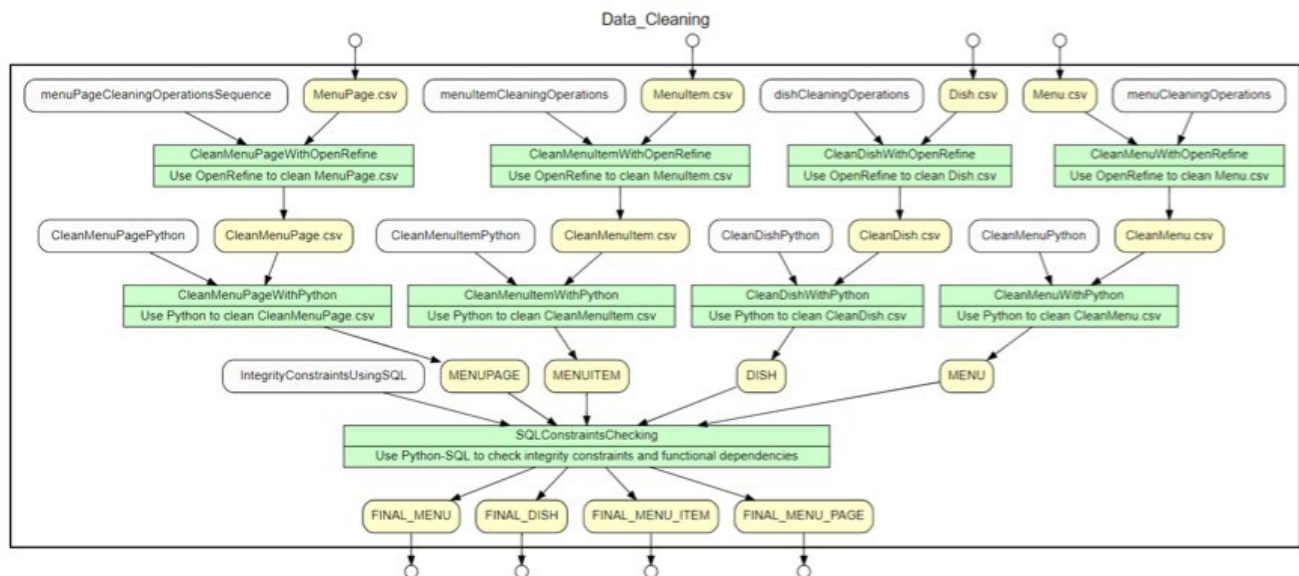 Data_Cleaning
menuPageCleaningOperationsSequence
MenuPage.csv
menuItemCleaningOperations
MenuItem.csv
dishCleaningOperations
Dish.csv
Menu.csv
menuCleaningOperations
CleanMenuPageWithOpenRefine
Use OpenRefine to clean MenuPage.csv
CleanMenuItemWithOpenRefine
Use OpenRefine to clean MenuItem.csv
CleanDishWithOpenRefine
Use OpenRefine to clean Dish.csv
CleanMenuWithOpenRefine
Use OpenRefine to clean Menu.csv
CleanMenuPagePython
CleanMenuPage.csv
CleanMenuItemPython
CleanMenuItem.csv
CleanDishPython
CleanDish.csv
CleanMenuPython
CleanMenu.csv
CleanMenuPageWithPython
Use Python to clean CleanMenuPage.csv
CleanMenuItemWithPython
Use Python to clean CleanMenuItem.csv
CleanDishWithPython
Use Python to clean CleanDish.csv
CleanMenuWithPython
Use Python to clean CleanMenu.csv
IntegrityConstraintsUsingSQL
MENUPAGE
MENUITEM
DISH
MENU
SQLConstraintsChecking
Use Python-SQL to check integrity constraints and functional dependencies
FINAL_MENU
FINAL_DISH
FINAL_MENU_ITEM
FINAL_MENU_PAGE